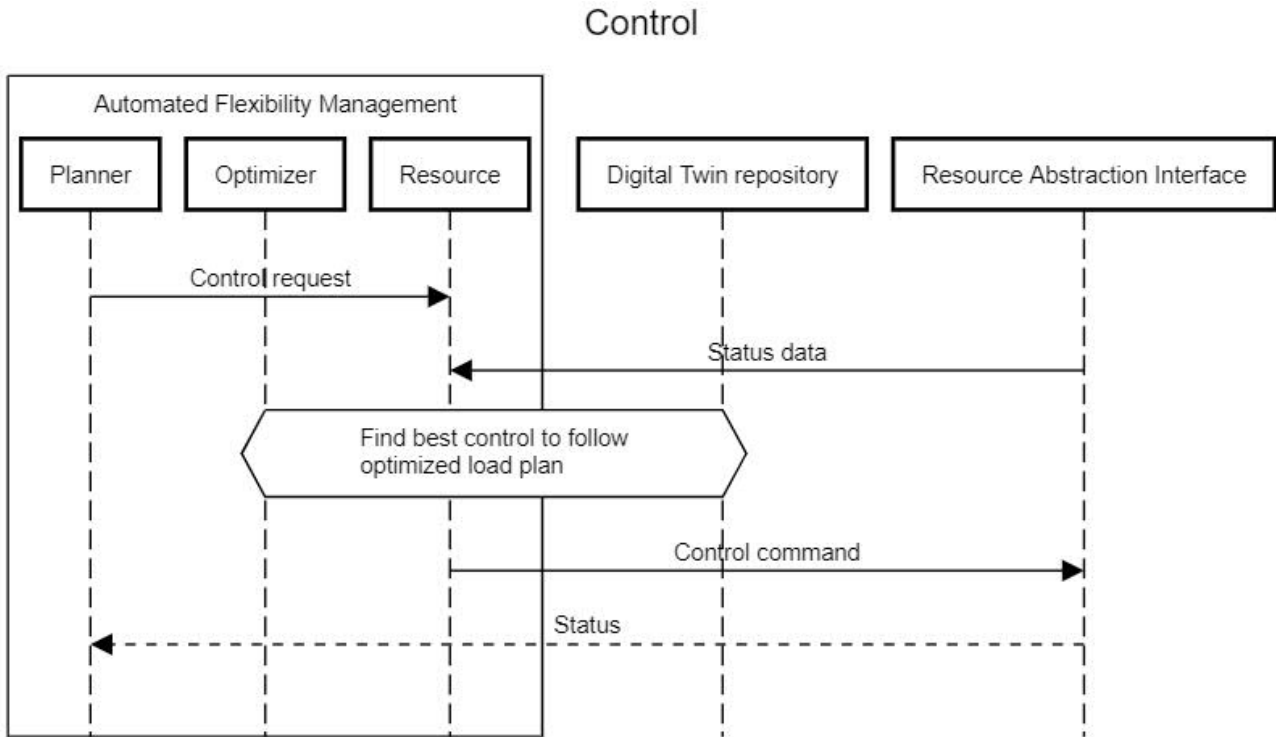 Control
Automated Flexibility Management
Planner
Optimizer
Resource
Digital Twin repository
Resource Abstraction Interface
Control request
Status data
Find best control to follow
optimized load plan
Control command
Status